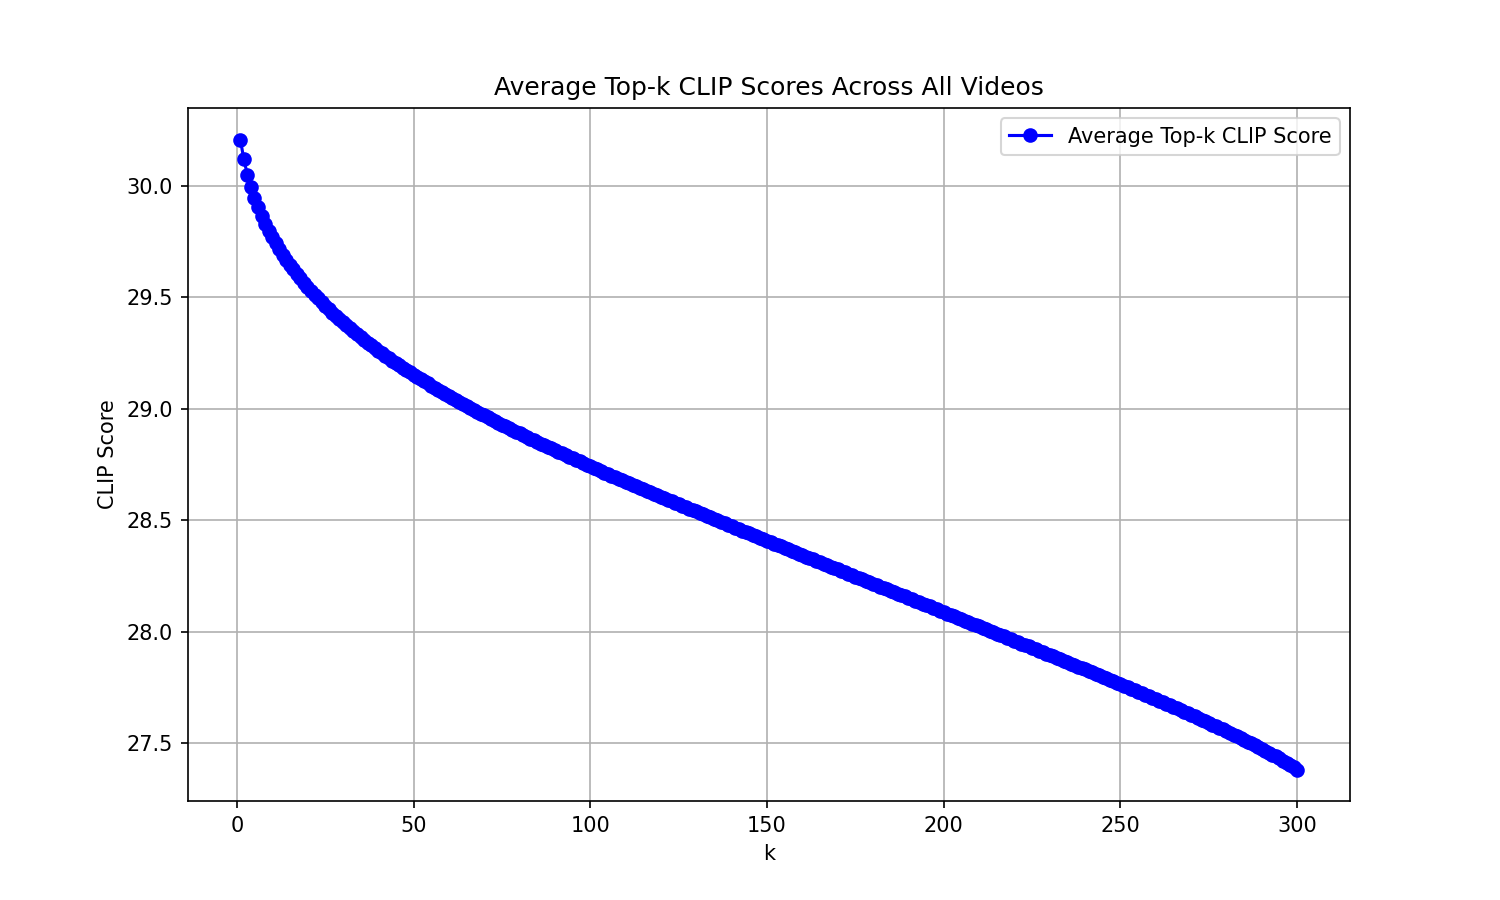 Average Top-k CLIP Scores Across All Videos
Average Top-k CLIP Score
30.0
29.5
29.0
28.5
28.0
27.5
CLIP Score
0 50 100 150 200 250 300
k